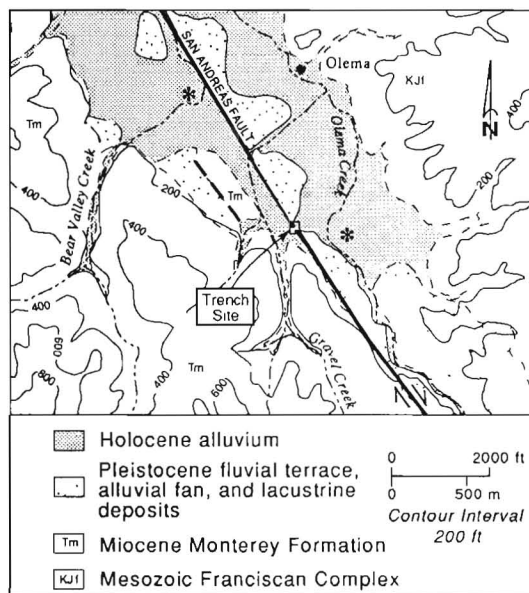 KJf
400
Olema
SAN ANDREAS FAULT
*
Tm
N
Olema Creek
200
Bear Valley Creek
400
200
Tm
*
400
Trench
Site
400
600
800
400
Tm
600
Gravel Creek
Holocene alluvium
Pleistocene fluvial terrace,
alluvial fan, and lacustrine
deposits
Tm Miocene Monterey Formation
KJf Mesozoic Franciscan Complex
0 2000 ft
0 500 m
Contour Interval
200 ft